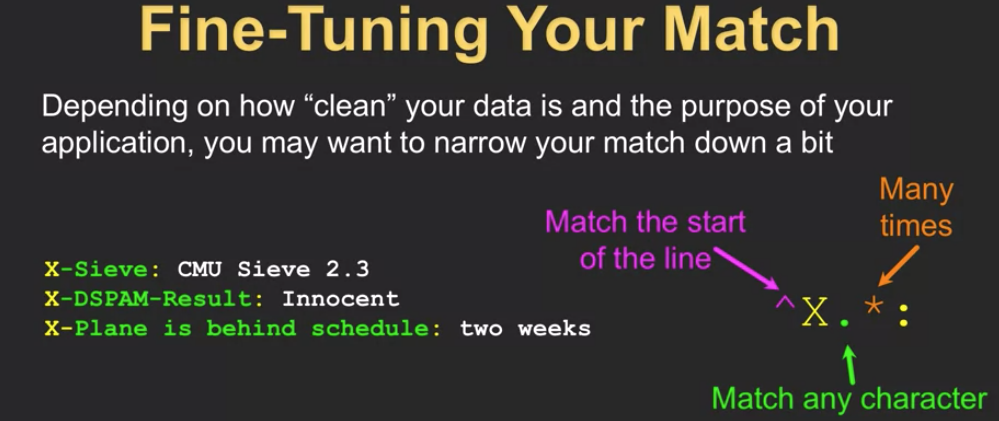 Fine-Tuning Your Match
Depending on how “clean” your data is and the purpose of your
application, you may want to narrow your match down a bit
Many
times
Match the start
of the line
X-Sieve: CMU Sieve 2.3
X-DSPAM-Result: Innocent
X-Plane is behind schedule: two weeks
^X.*:
Match any character